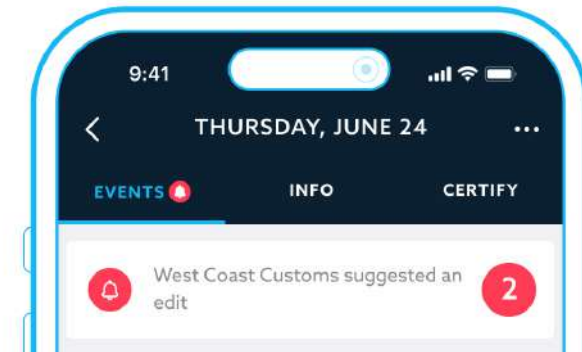 9:41
THURSDAY, JUNE 24
EVENTS
INFO
CERTIFY
West Coast Customs suggested an
edit
2